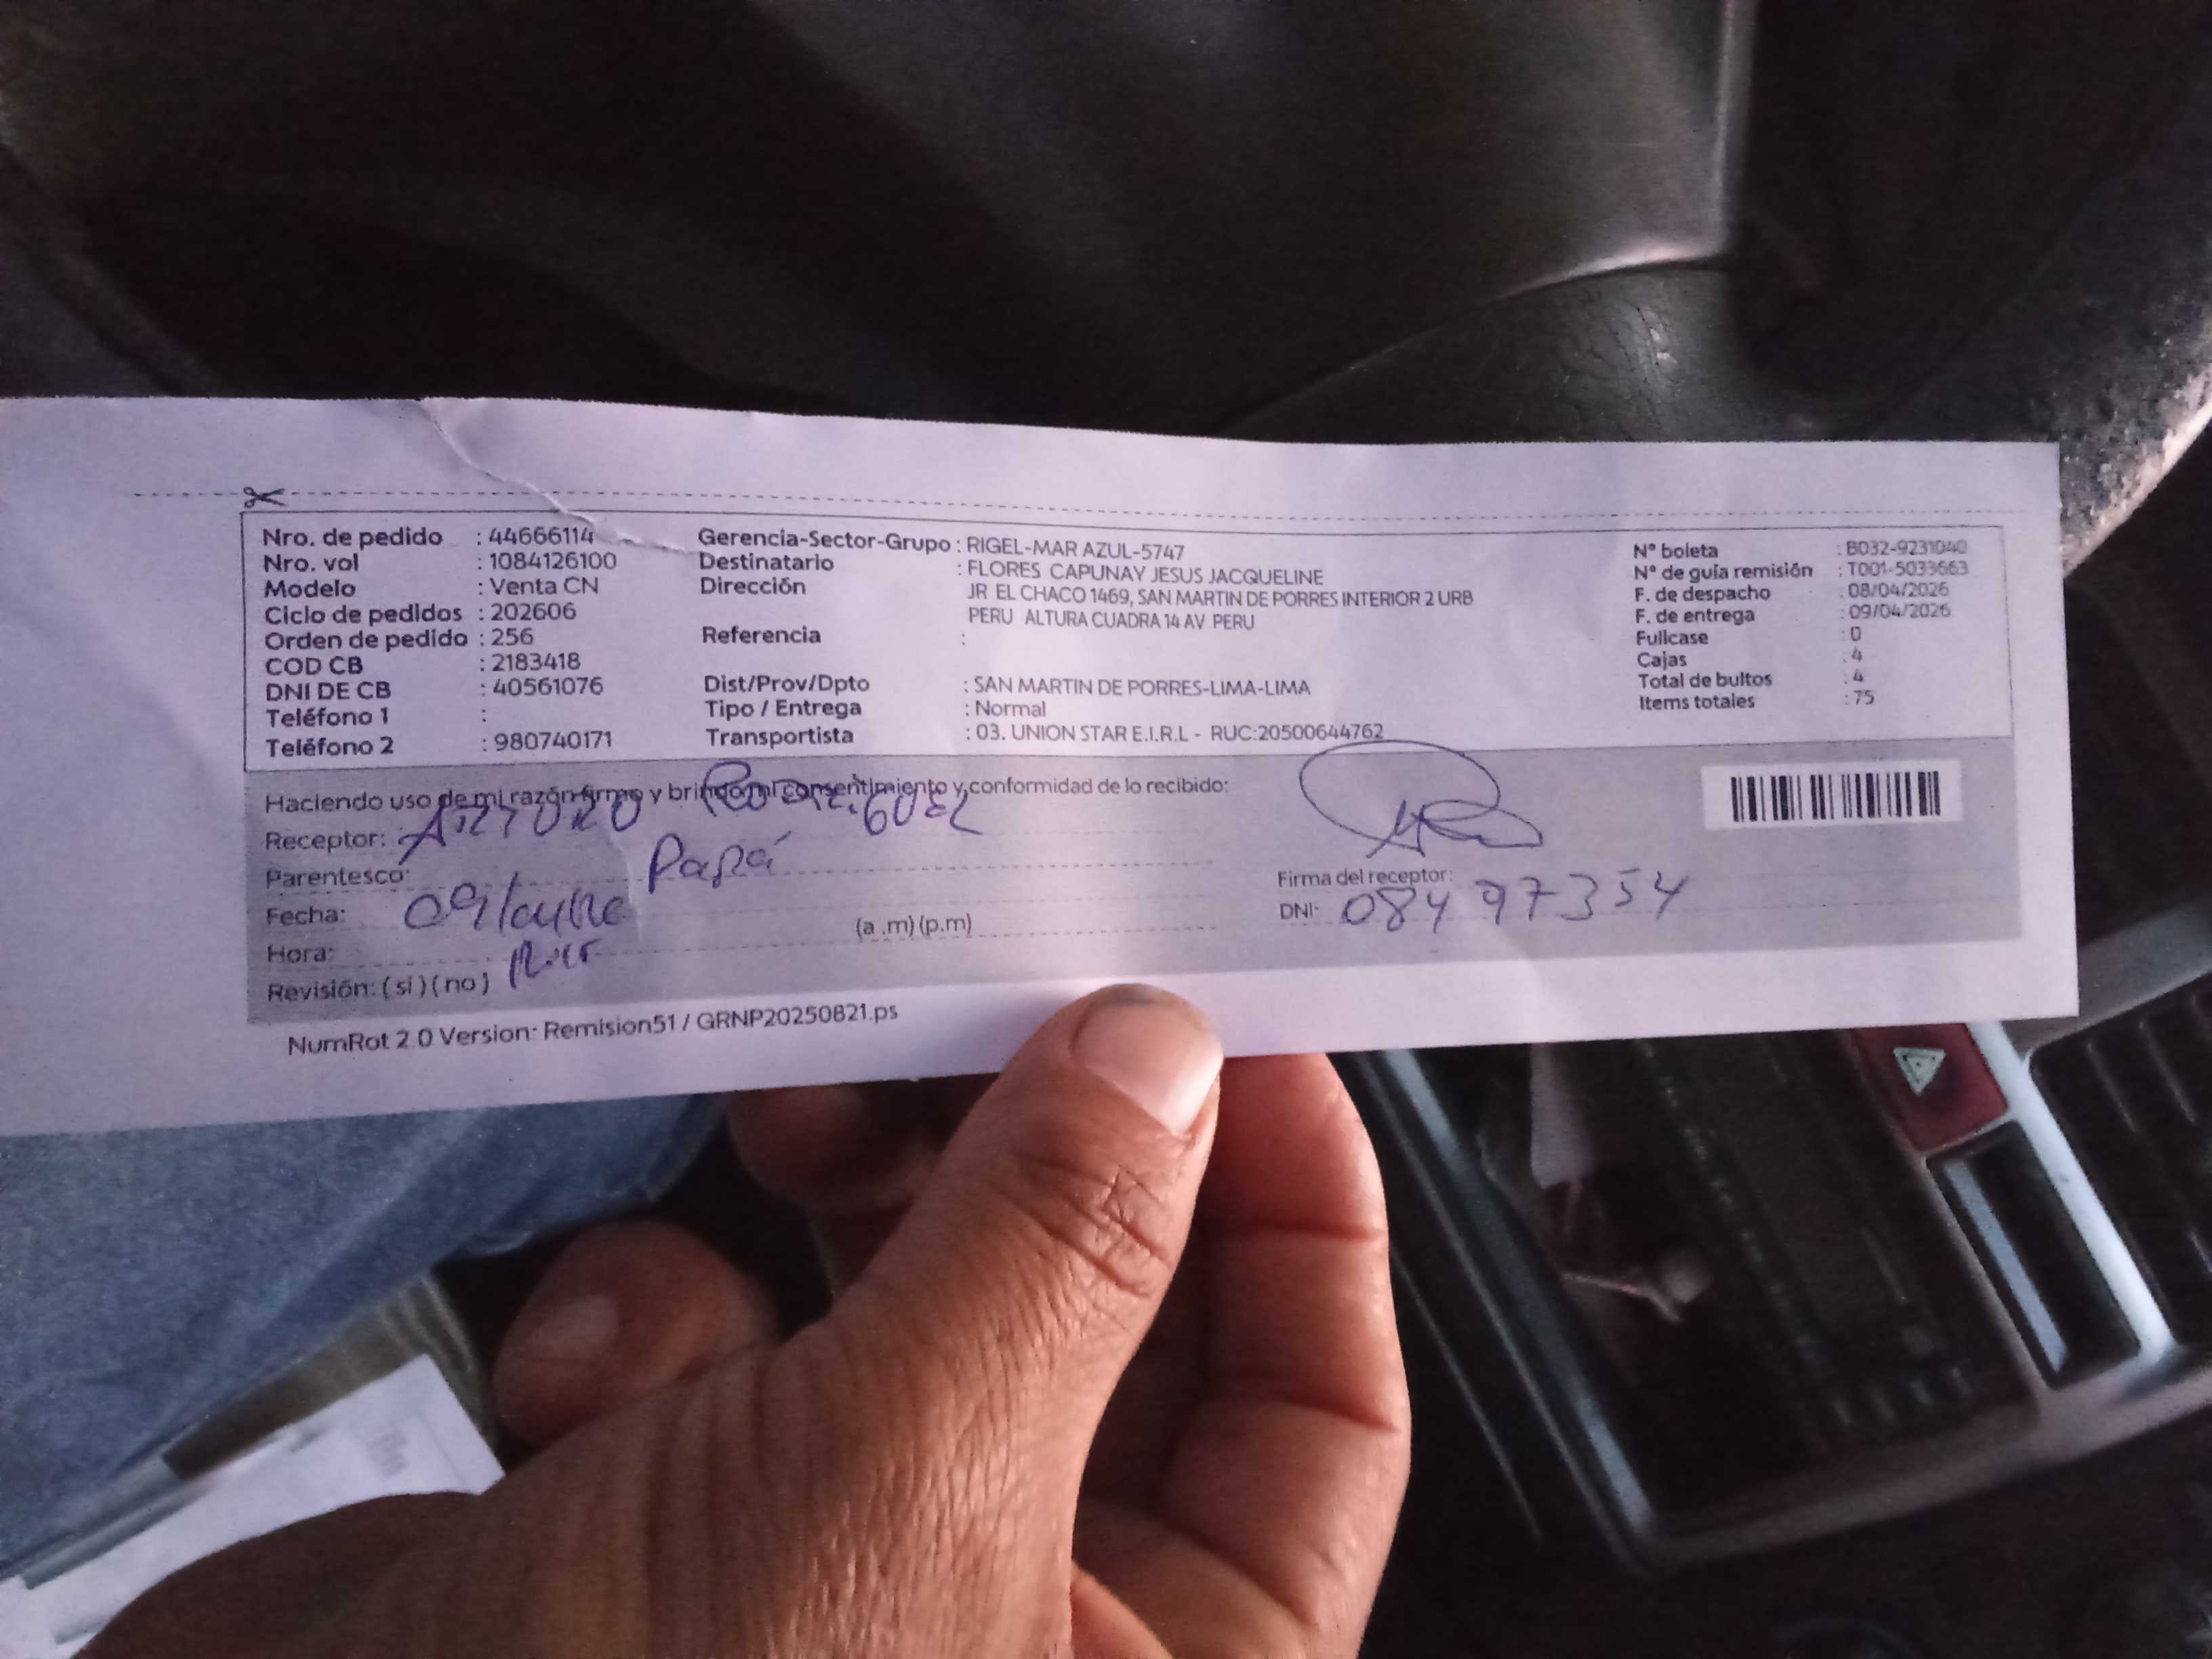 Nro. de pedido : 44666114
Nro. vol : 1084126100
Modelo : Venta CN
Ciclo de pedidos : 202606
Orden de pedido : 256
COD CB : 2183418
DNI DE CB : 40561076
Teléfono 1 :
Teléfono 2 : 980740171
Gerencia-Sector-Grupo : RIGEL-MAR AZUL-5747
Destinatario : FLORES CAPUNAY JESUS JACQUELINE
Dirección JR EL CHACO 1469, SAN MARTIN DE PORRES INTERIOR 2 URB
PERU ALTURA CUADRA 14 AV PERU
Referencia :
Dist/Prov/Dpto : SAN MARTIN DE PORRES-LIMA-LIMA
Tipo / Entrega : Normal
Transportista : 03. UNION STAR E.I.R.L - RUC:20500644762
N° boleta : B032-9231040
N° de guía remisión : T001-5033663
F. de despacho : 08/04/2026
F. de entrega : 09/04/2026
Fullcase : 0
Cajas : 4
Total de bultos : 4
Items totales : 75
Haciendo uso de mi razón firmo y brindo mi consentimiento y conformidad de lo recibido:
Receptor: ARTURO
Parentesco: Papá
Fecha:
Hora: (a .m) (p.m)
Revisión: ( si ) ( no )
Firma del receptor:
DNI: 08497354
NumRot 2.0 Version: Remision51 / GRNP20250821.ps